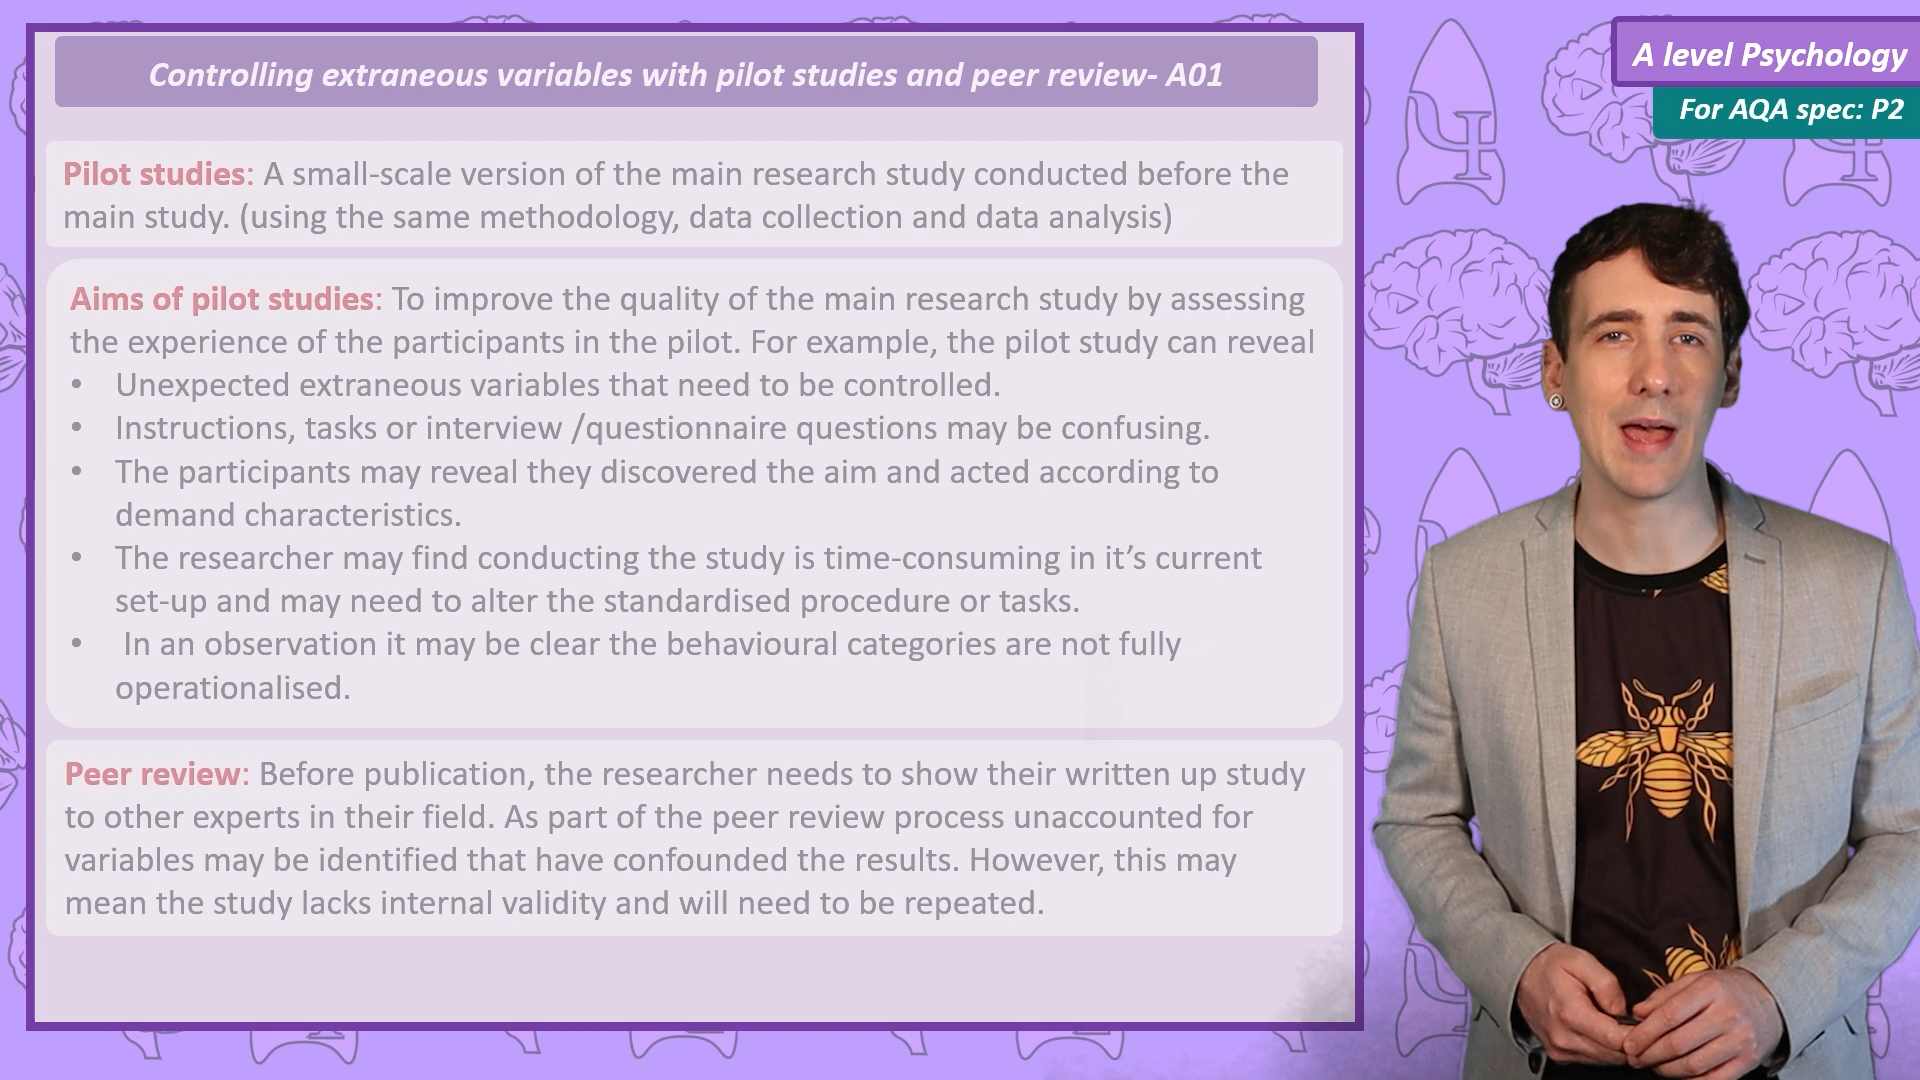 Controlling extraneous variables with pilot studies and peer review- A01
A level Psychology
For AQA spec: P2
Pilot studies: A small-scale version of the main research study conducted before the
main study. (using the same methodology, data collection and data analysis)
Aims of pilot studies: To improve the quality of the main research study by assessing
the experience of the participants in the pilot. For example, the pilot study can reveal
• Unexpected extraneous variables that need to be controlled.
• Instructions, tasks or interview /questionnaire questions may be confusing.
• The participants may reveal they discovered the aim and acted according to
demand characteristics.
• The researcher may find conducting the study is time-consuming in it’s current
set-up and may need to alter the standardised procedure or tasks.
• In an observation it may be clear the behavioural categories are not fully
operationalised.
Peer review: Before publication, the researcher needs to show their written up study
to other experts in their field. As part of the peer review process unaccounted for
variables may be identified that have confounded the results. However, this may
mean the study lacks internal validity and will need to be repeated.